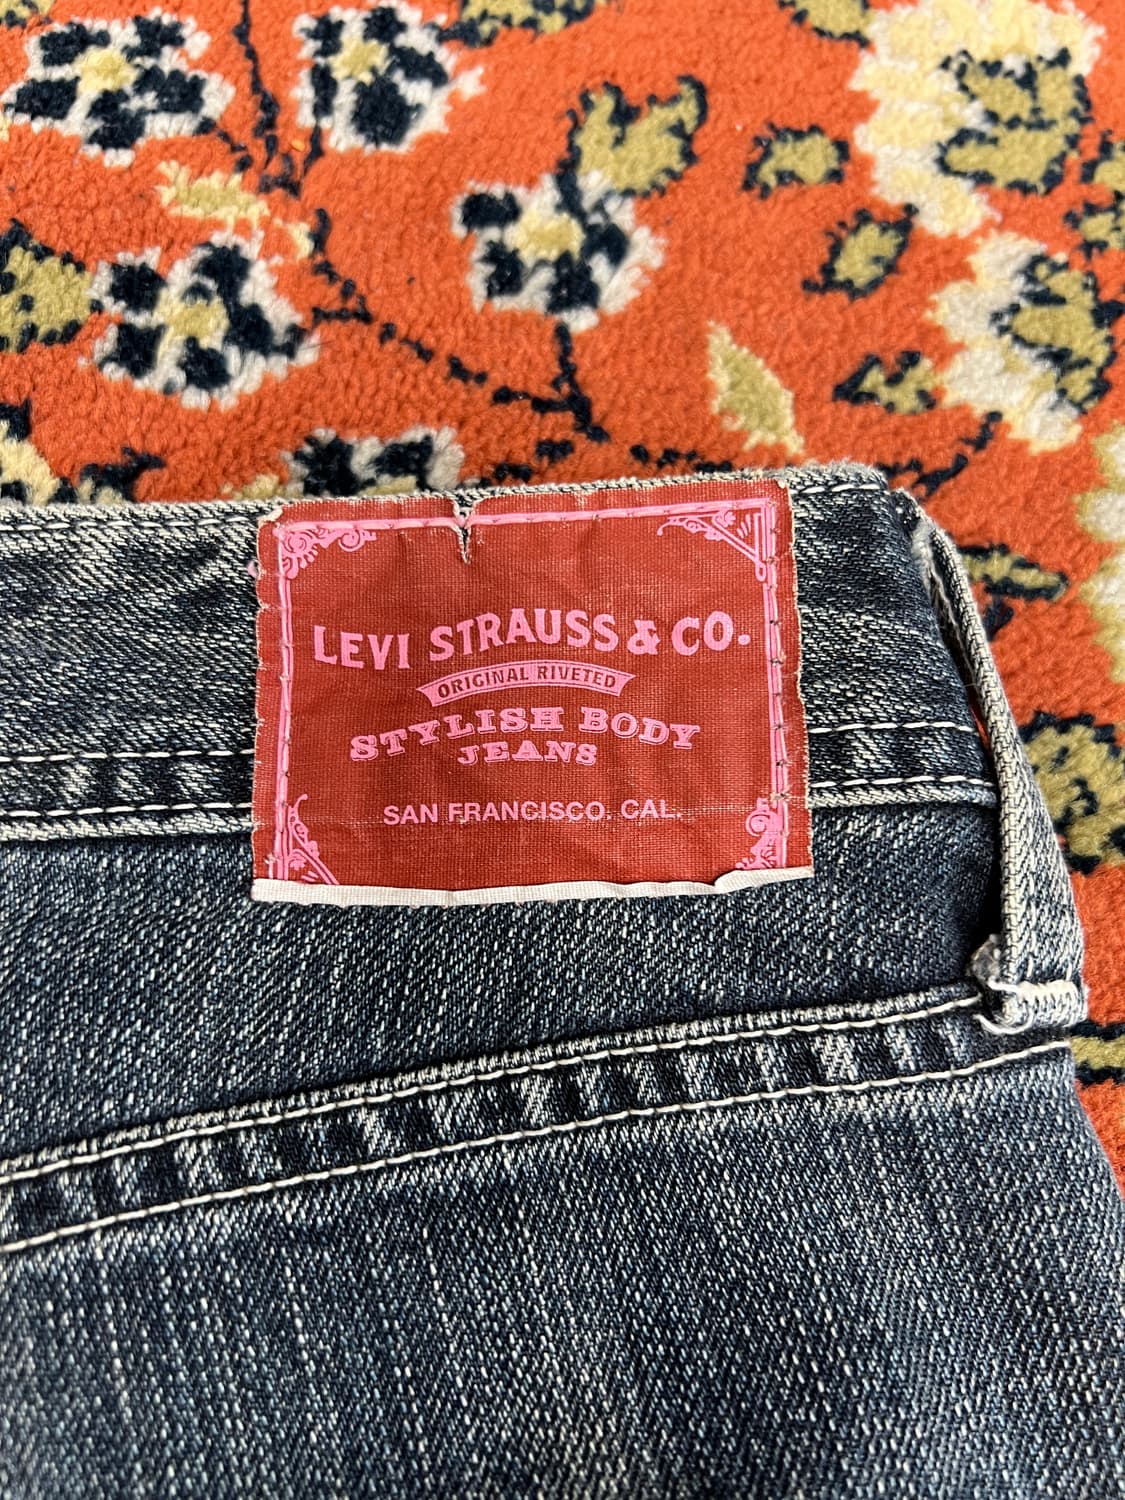 LEVI STRAUSS & CO.
ORIGINAL RIVETED
STYLISH BODY
JEANS
SAN FRANCISCO. CAL.